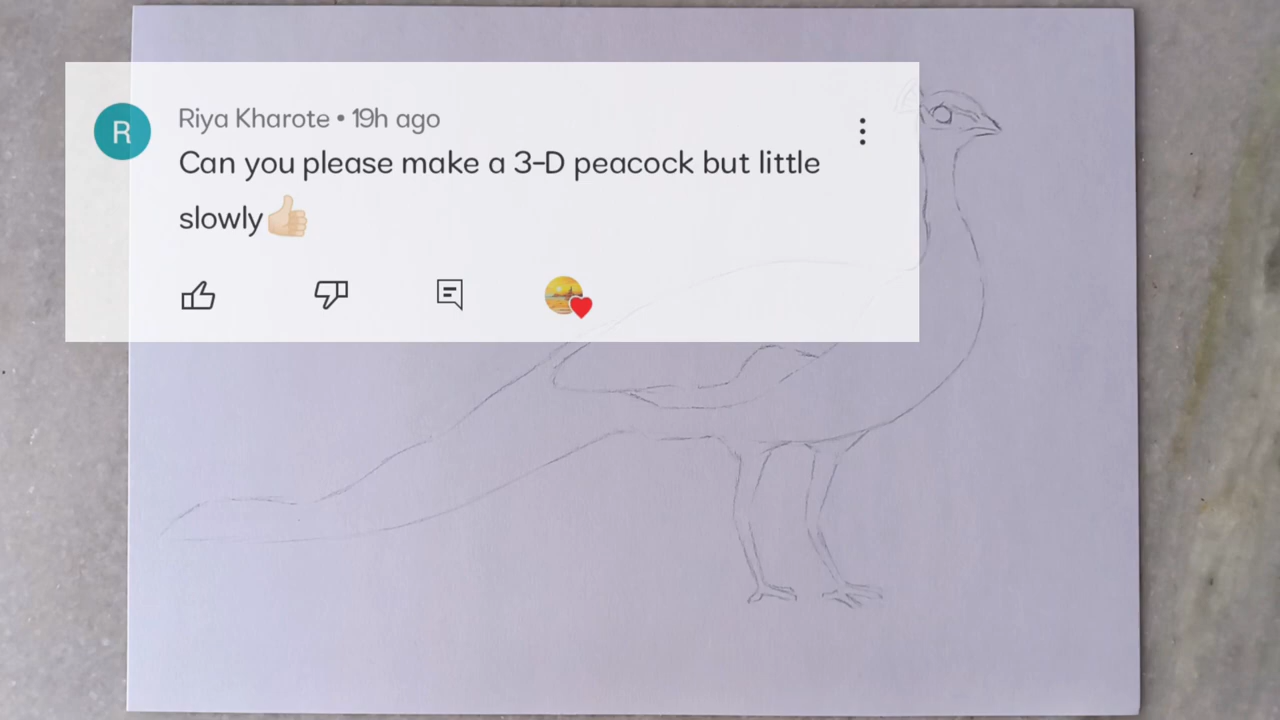 R
Riya Kharote • 19h ago
Can you please make a 3-D peacock but little
slowly👍🏻